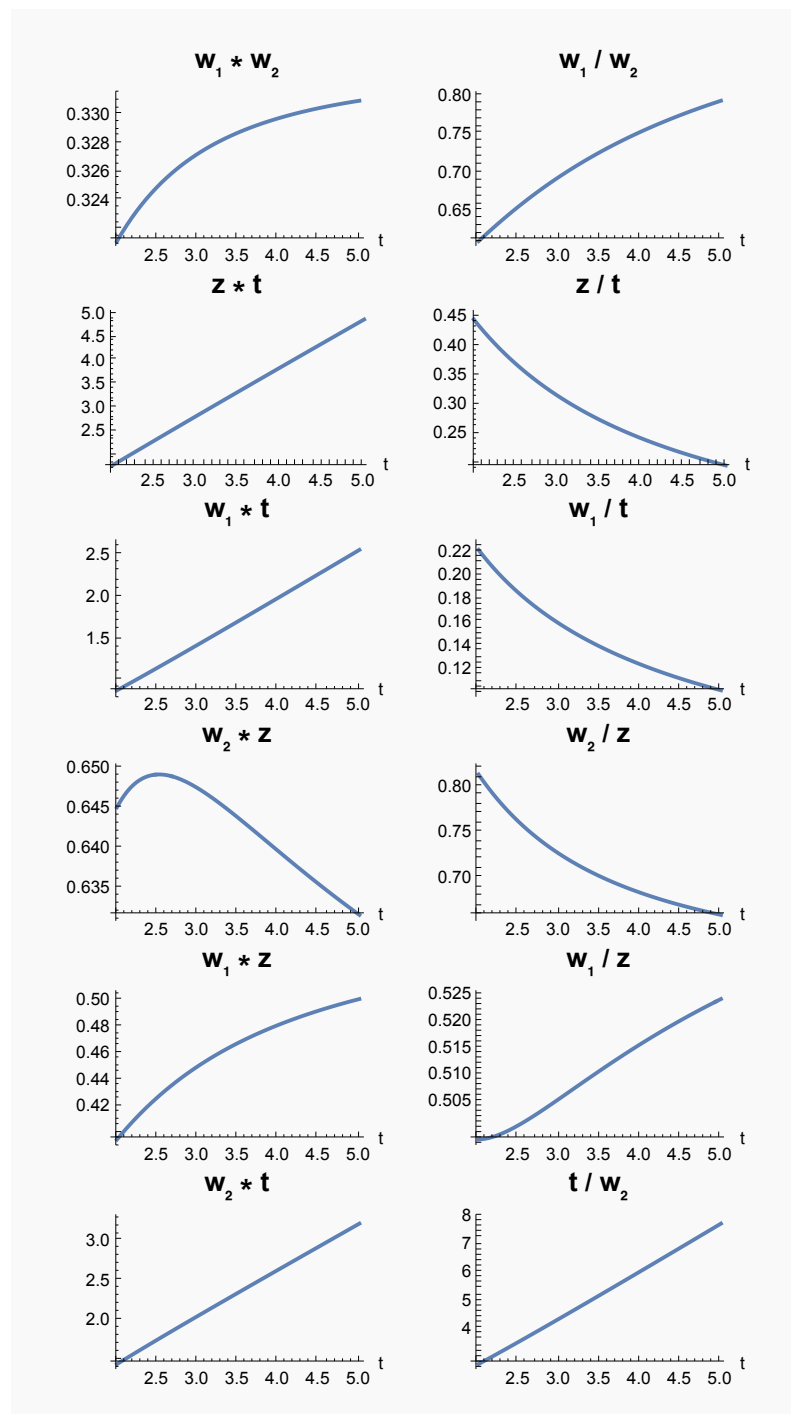 w₁ * w₂
0.330
0.328
0.326
0.324
2.5 3.0 3.5 4.0 4.5 5.0 t
w₁ / w₂
0.80
0.75
0.70
0.65
2.5 3.0 3.5 4.0 4.5 5.0 t
z * t
5.0
4.5
4.0
3.5
3.0
2.5
2.5 3.0 3.5 4.0 4.5 5.0 t
z / t
0.45
0.40
0.35
0.30
0.25
2.5 3.0 3.5 4.0 4.5 5.0 t
w₁ * t
2.5
2.0
1.5
2.5 3.0 3.5 4.0 4.5 5.0 t
w₁ / t
0.22
0.20
0.18
0.16
0.14
0.12
2.5 3.0 3.5 4.0 4.5 5.0 t
w₂ * z
0.650
0.645
0.640
0.635
2.5 3.0 3.5 4.0 4.5 5.0 t
w₂ / z
0.80
0.75
0.70
2.5 3.0 3.5 4.0 4.5 5.0 t
w₁ * z
0.50
0.48
0.46
0.44
0.42
2.5 3.0 3.5 4.0 4.5 5.0 t
w₁ / z
0.525
0.520
0.515
0.510
0.505
2.5 3.0 3.5 4.0 4.5 5.0 t
w₂ * t
3.0
2.5
2.0
2.5 3.0 3.5 4.0 4.5 5.0 t
t / w₂
8
7
6
5
4
2.5 3.0 3.5 4.0 4.5 5.0 t